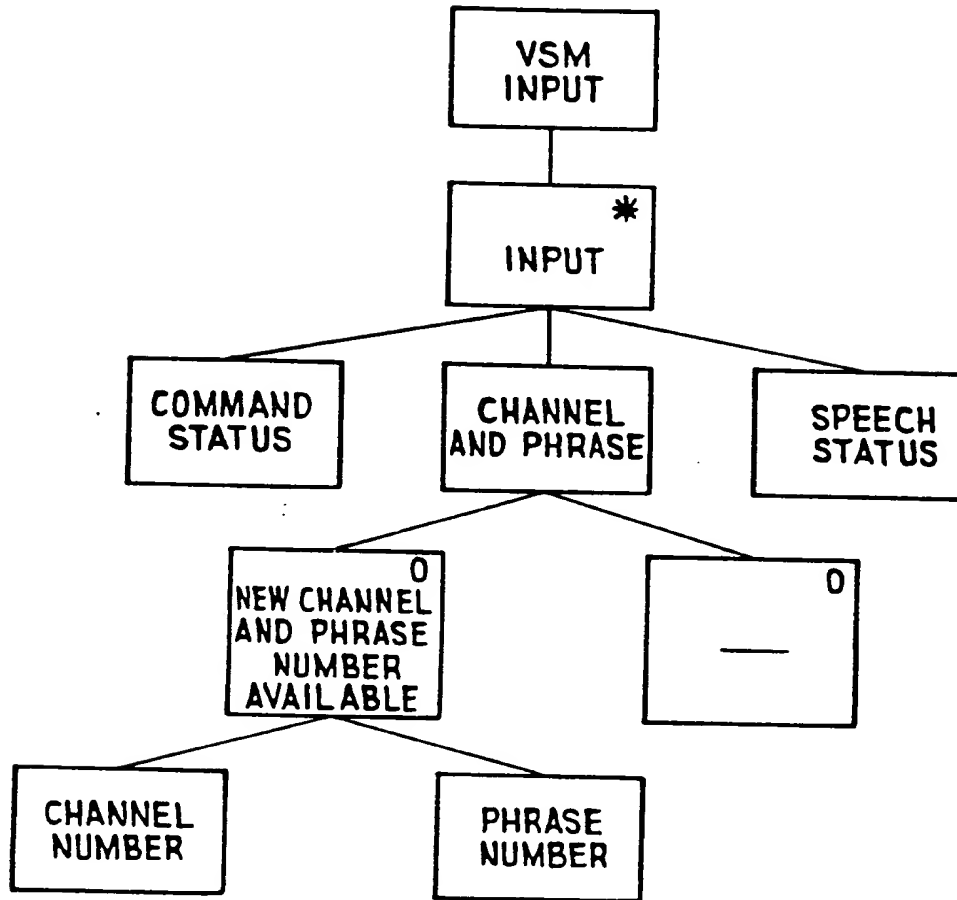 VSM
INPUT
*
INPUT
COMMAND
STATUS
CHANNEL
AND PHRASE
SPEECH
STATUS
O
NEW CHANNEL
AND PHRASE
NUMBER
AVAILABLE
O
—
CHANNEL
NUMBER
PHRASE
NUMBER